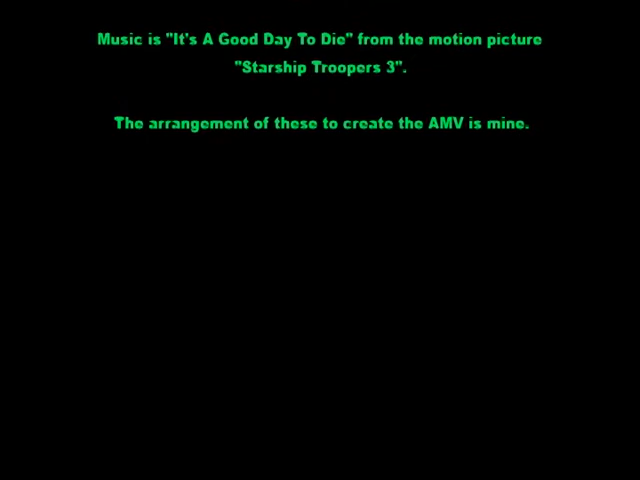 Music is "It's A Good Day To Die" from the motion picture
"Starship Troopers 3".
The arrangement of these to create the AMV is mine.